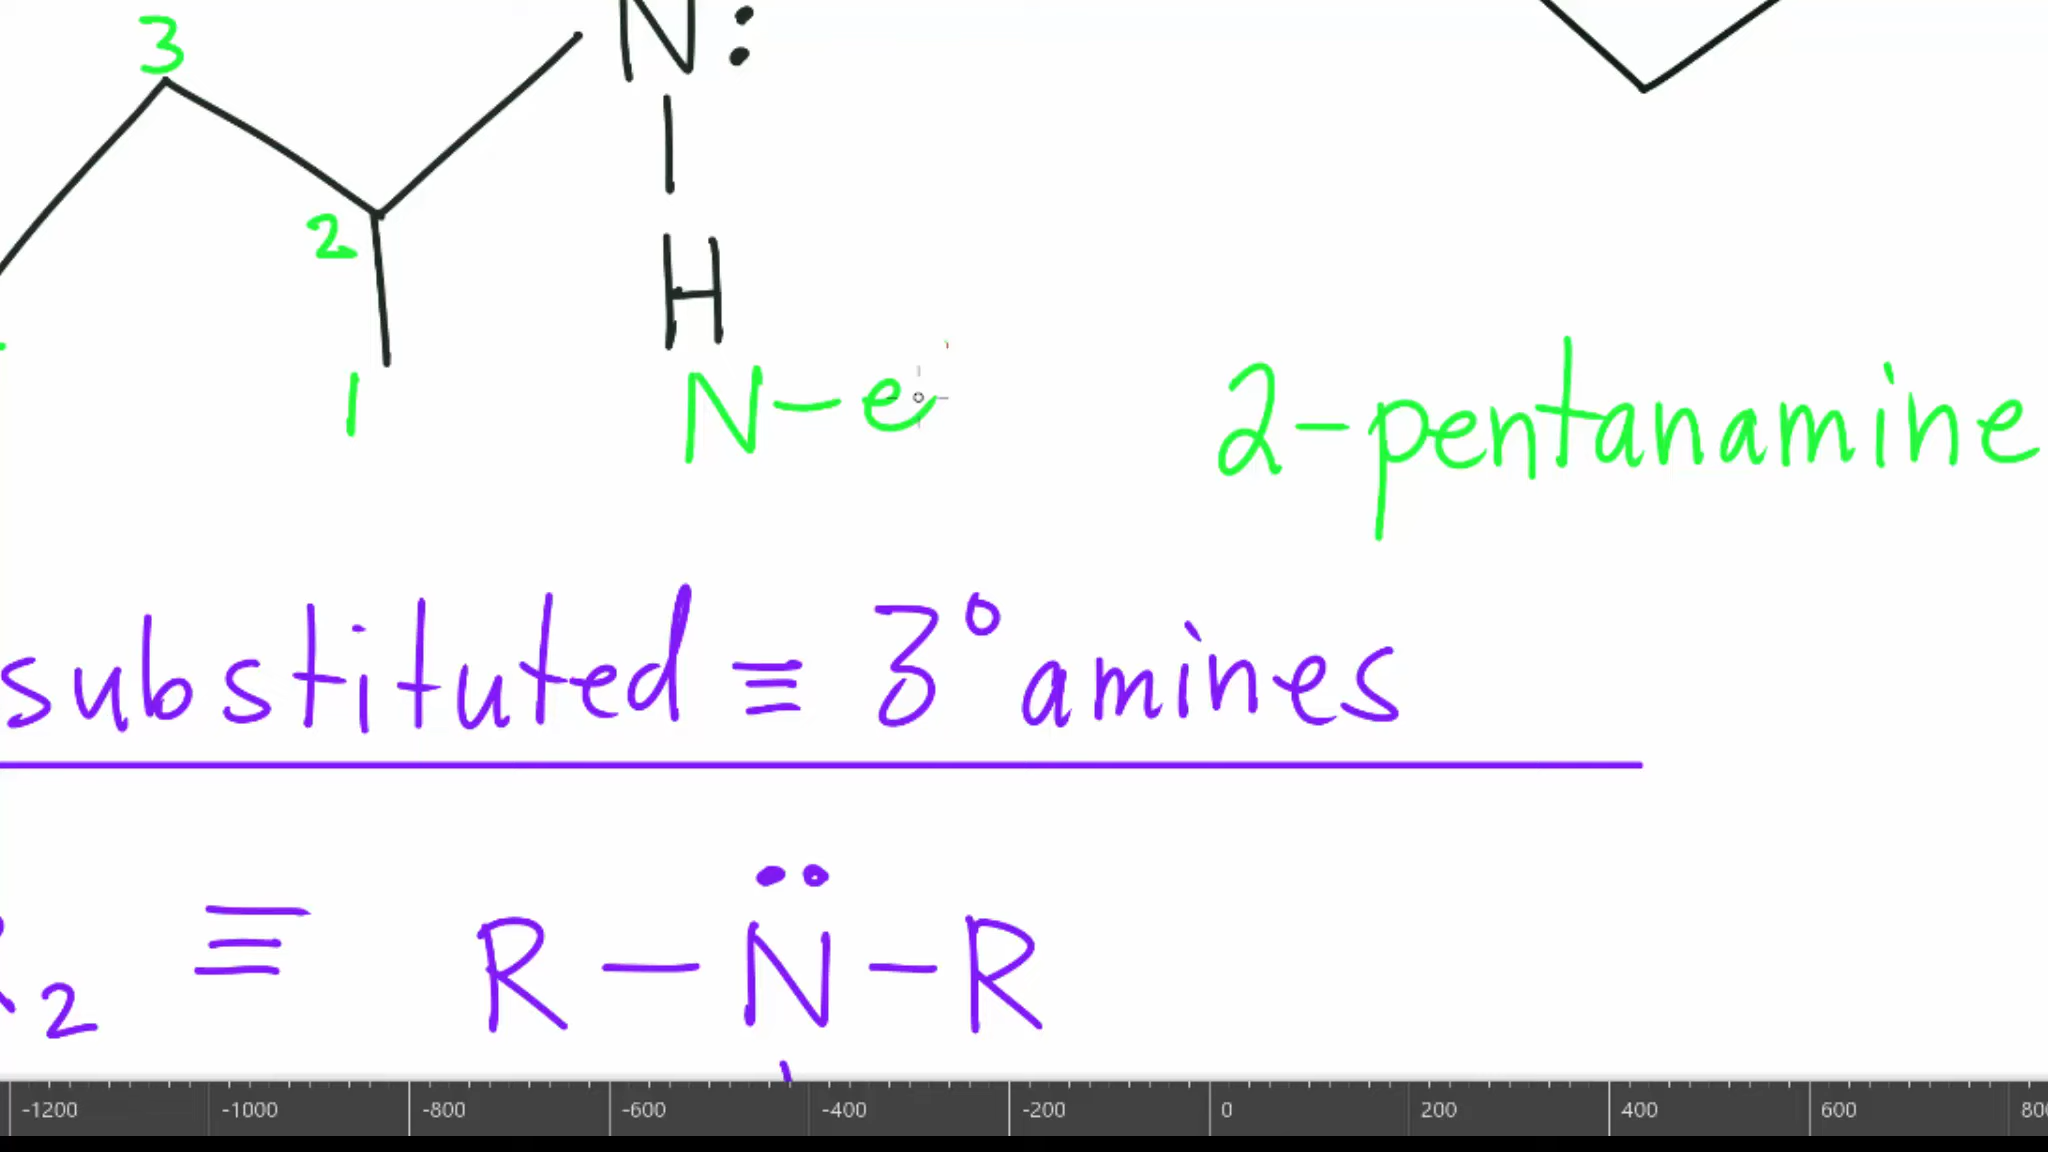 3
N:
2
H
1
N-e 2-pentanamine
substituted ≡ 3° amines
2 ≡ R-N̈-R
-1200 -1000 -800 -600 -400 -200 0 200 400 600 800